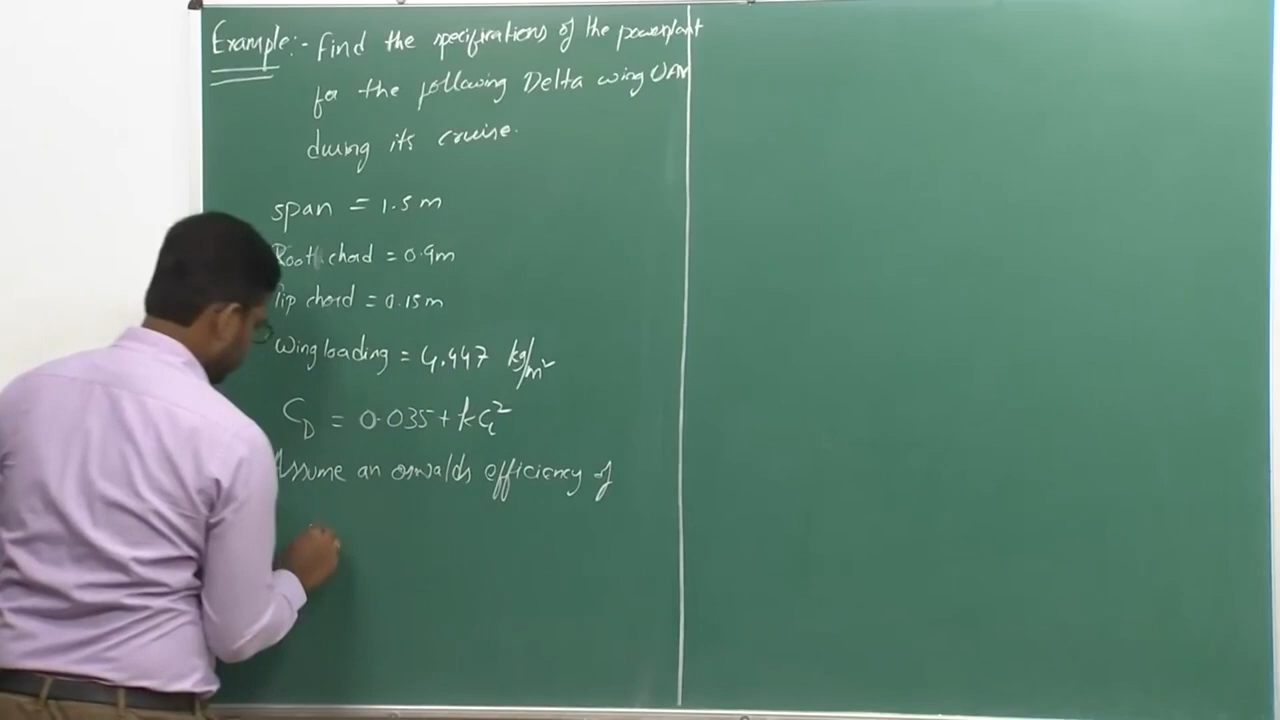 Example:- Find the specifications of the powerplant
for the following Delta wing UAV
during its cruise.
span = 1.5 m
Root chord = 0.9m
Tip chord = 0.15m
Wing loading = 4.447 kg/m²
C_D = 0.035 + kC_L²
Assume an oswalds efficiency of